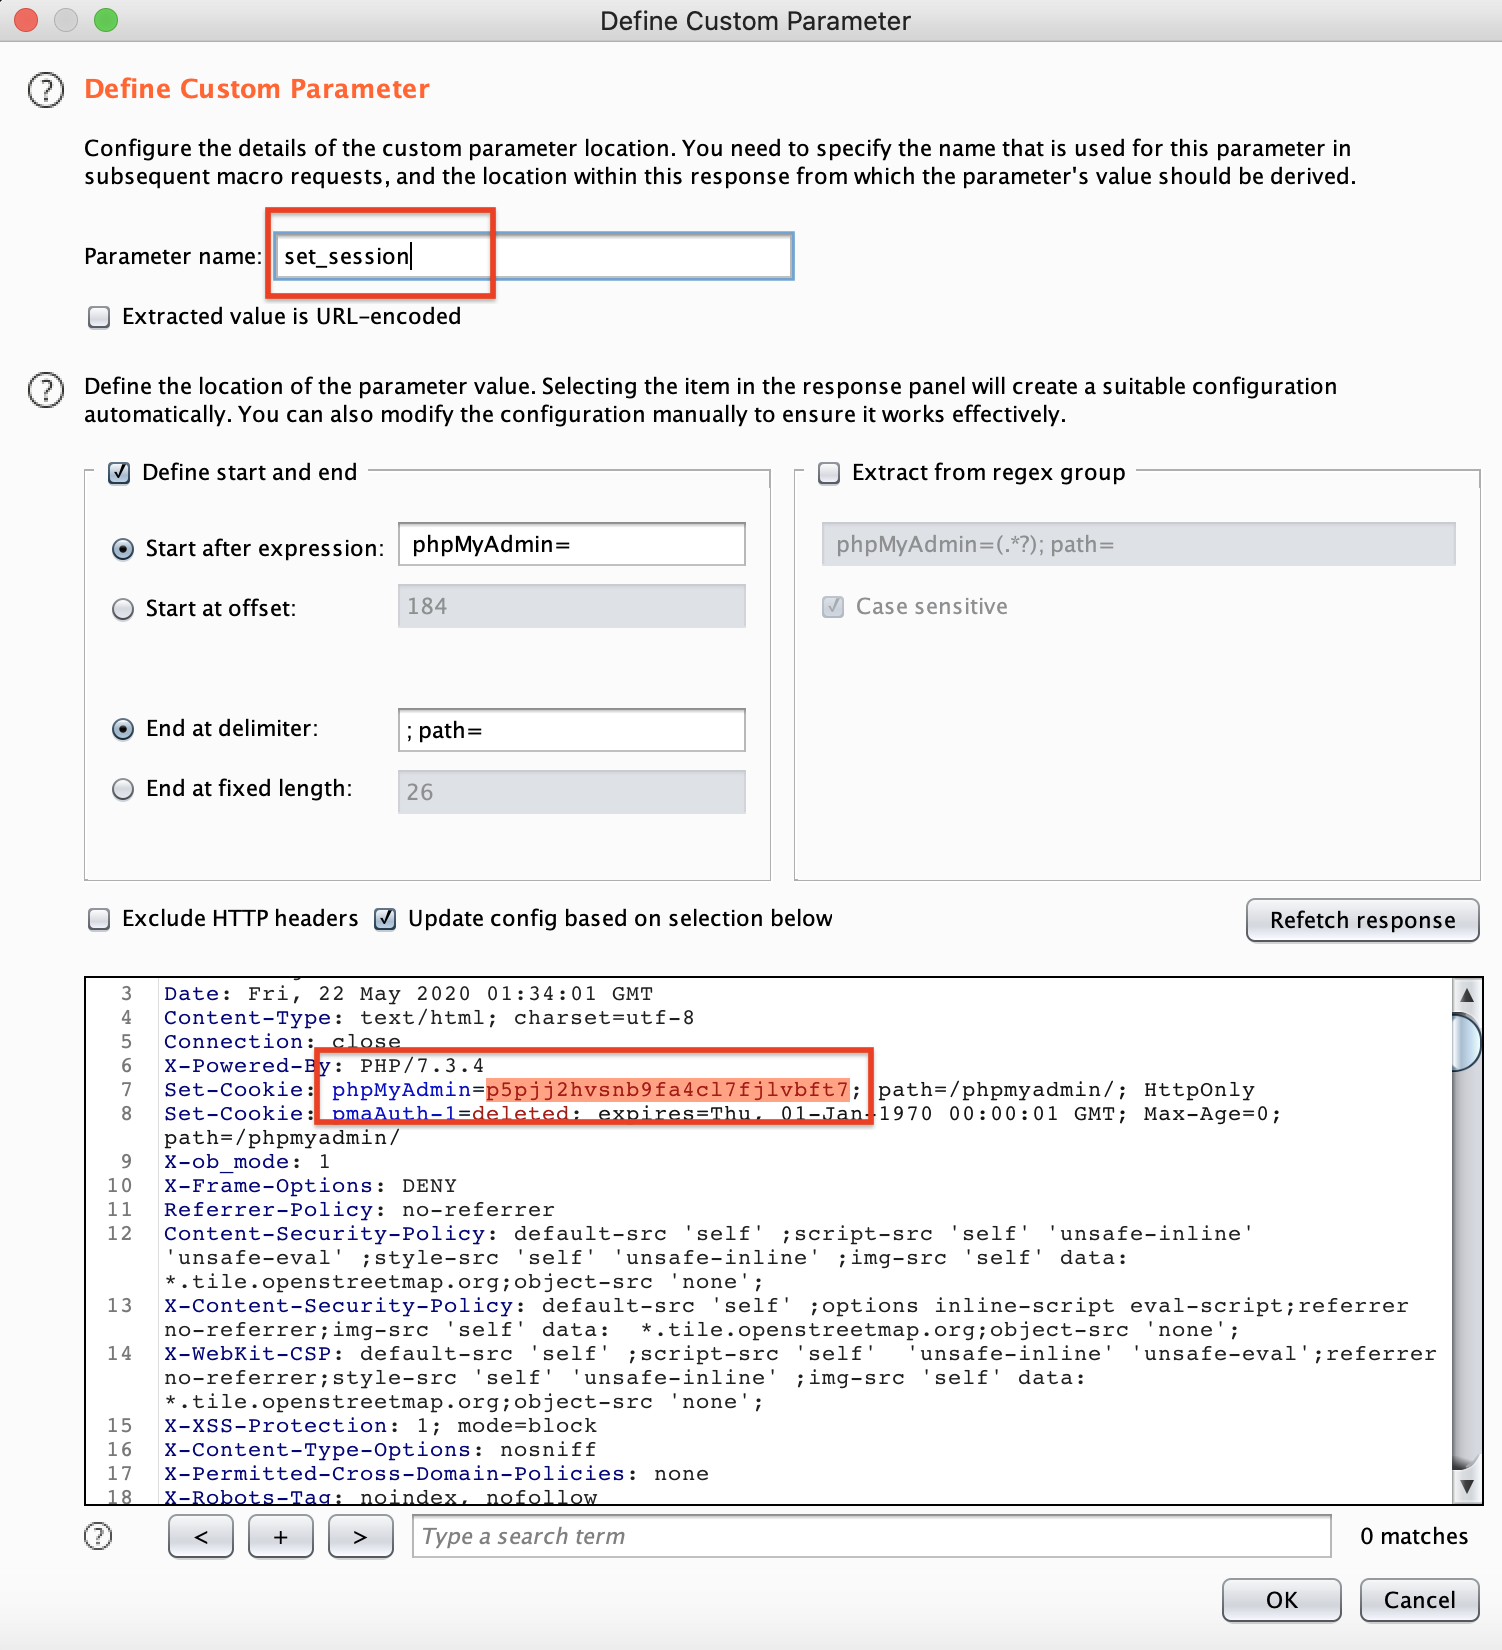 Define Custom Parameter
Define Custom Parameter
Configure the details of the custom parameter location. You need to specify the name that is used for this parameter in
subsequent macro requests, and the location within this response from which the parameter's value should be derived.
Parameter name: set_session
Extracted value is URL-encoded
Define the location of the parameter value. Selecting the item in the response panel will create a suitable configuration
automatically. You can also modify the configuration manually to ensure it works effectively.
Define start and end
Start after expression: phpMyAdmin=
Start at offset: 184
End at delimiter: ; path=
End at fixed length: 26
Extract from regex group
phpMyAdmin=(.*?); path=
Case sensitive
Exclude HTTP headers Update config based on selection below Refetch response
3 Date: Fri, 22 May 2020 01:34:01 GMT
4 Content-Type: text/html; charset=utf-8
5 Connection: close
6 X-Powered-By: PHP/7.3.4
7 Set-Cookie: phpMyAdmin=p5pjj2hvsnb9fa4cl7fjlvbft7; path=/phpmyadmin/; HttpOnly
8 Set-Cookie: pmaAuth-1=deleted; expires=Thu, 01-Jan-1970 00:00:01 GMT; Max-Age=0;
path=/phpmyadmin/
9 X-ob_mode: 1
10 X-Frame-Options: DENY
11 Referrer-Policy: no-referrer
12 Content-Security-Policy: default-src 'self' ;script-src 'self' 'unsafe-inline'
'unsafe-eval' ;style-src 'self' 'unsafe-inline' ;img-src 'self' data:
*.tile.openstreetmap.org;object-src 'none';
13 X-Content-Security-Policy: default-src 'self' ;options inline-script eval-script;referrer
no-referrer;img-src 'self' data:  *.tile.openstreetmap.org;object-src 'none';
14 X-WebKit-CSP: default-src 'self' ;script-src 'self'  'unsafe-inline' 'unsafe-eval';referrer
no-referrer;style-src 'self' 'unsafe-inline' ;img-src 'self' data:
*.tile.openstreetmap.org;object-src 'none';
15 X-XSS-Protection: 1; mode=block
16 X-Content-Type-Options: nosniff
17 X-Permitted-Cross-Domain-Policies: none
18 X-Robots-Tag: noindex, nofollow
< + > Type a search term 0 matches
OK Cancel